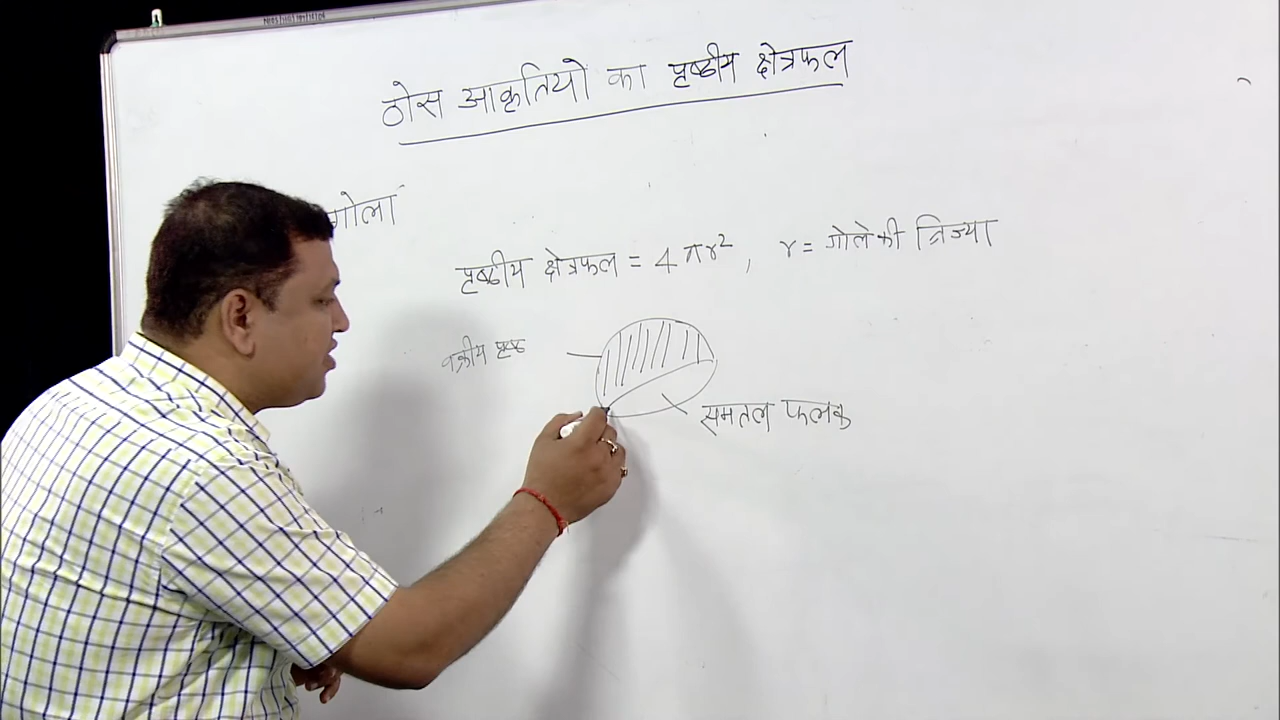 ठोस आकृतियों का पृष्ठीय क्षेत्रफल
गोला
पृष्ठीय क्षेत्रफल = 4πr², r = गोले की त्रिज्या
वक्रीय पृष्ठ
समतल फलक